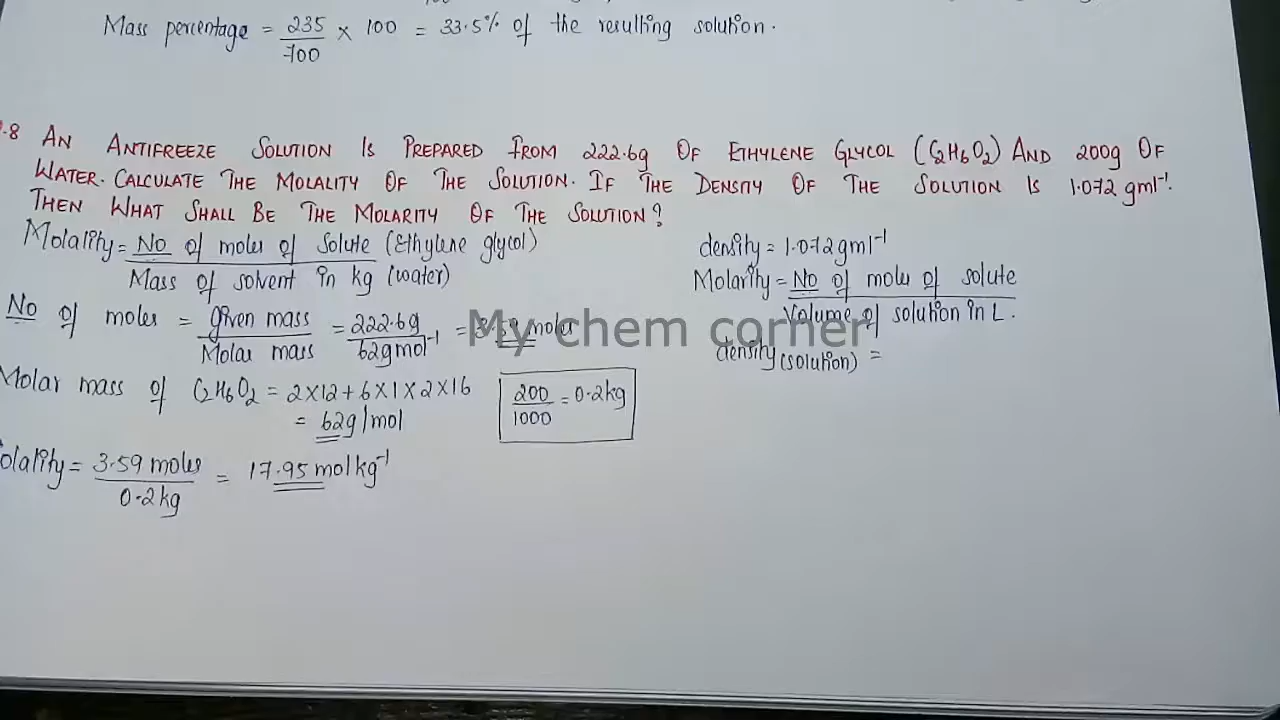 Mass percentage = 235/700 × 100 = 33.5% of the resulting solution.
.8 AN ANTIFREEZE SOLUTION IS PREPARED FROM 222.6g OF ETHYLENE GLYCOL (C2H6O2) AND 200g OF
WATER. CALCULATE THE MOLALITY OF THE SOLUTION. IF THE DENSITY OF THE SOLUTION IS 1.072 gml⁻¹.
THEN WHAT SHALL BE THE MOLARITY OF THE SOLUTION?
Molality = No of moles of solute (Ethylene glycol)
Mass of solvent in kg (water)
No of moles = given mass / Molar mass = 222.6g / 62gmol⁻¹ = 3.59 moles
Molar mass of C2H6O2 = 2×12+6×1×2×16
= 62g/mol
200/1000 = 0.2kg
olality = 3.59 moles / 0.2kg = 17.95 molkg⁻¹
density = 1.072gml⁻¹
Molarity = No of moles of solute
Volume of solution in L.
density(solution) =
My chem corner